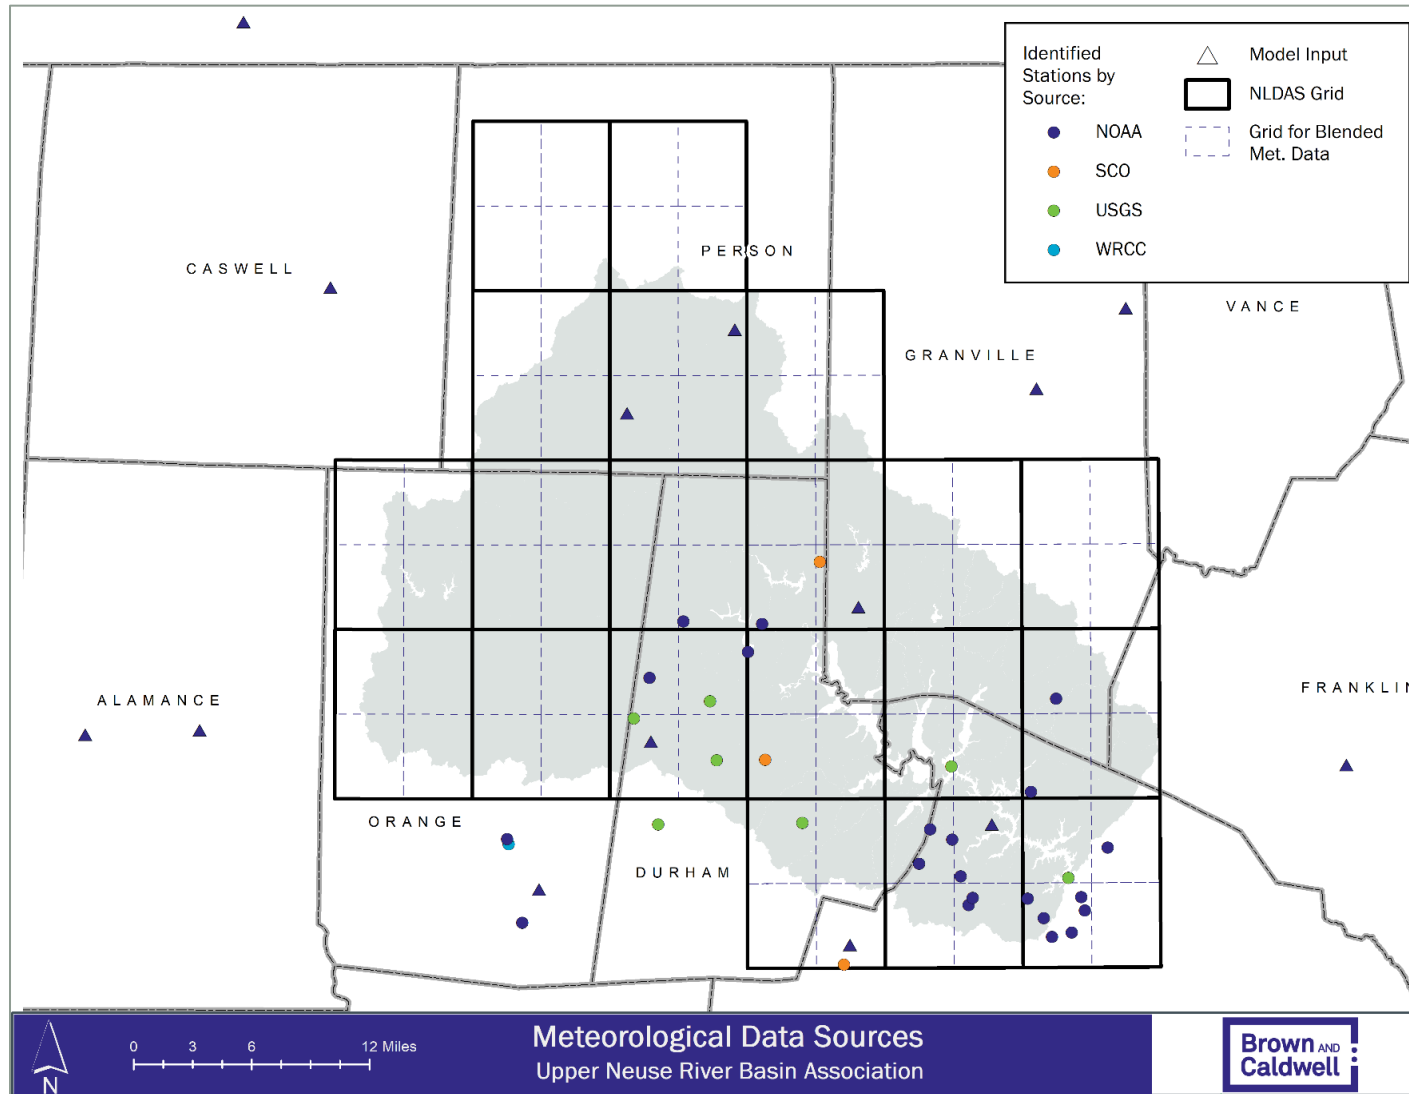 Identified
Stations by
Source:
NOAA
SCO
USGS
WRCC
Model Input
NLDAS Grid
Grid for Blended
Met. Data
CASWELL
PERSON
GRANVILLE
VANCE
ALAMANCE
FRANKLIN
ORANGE
DURHAM
N
0 3 6 12 Miles
Meteorological Data Sources
Upper Neuse River Basin Association
Brown AND
Caldwell